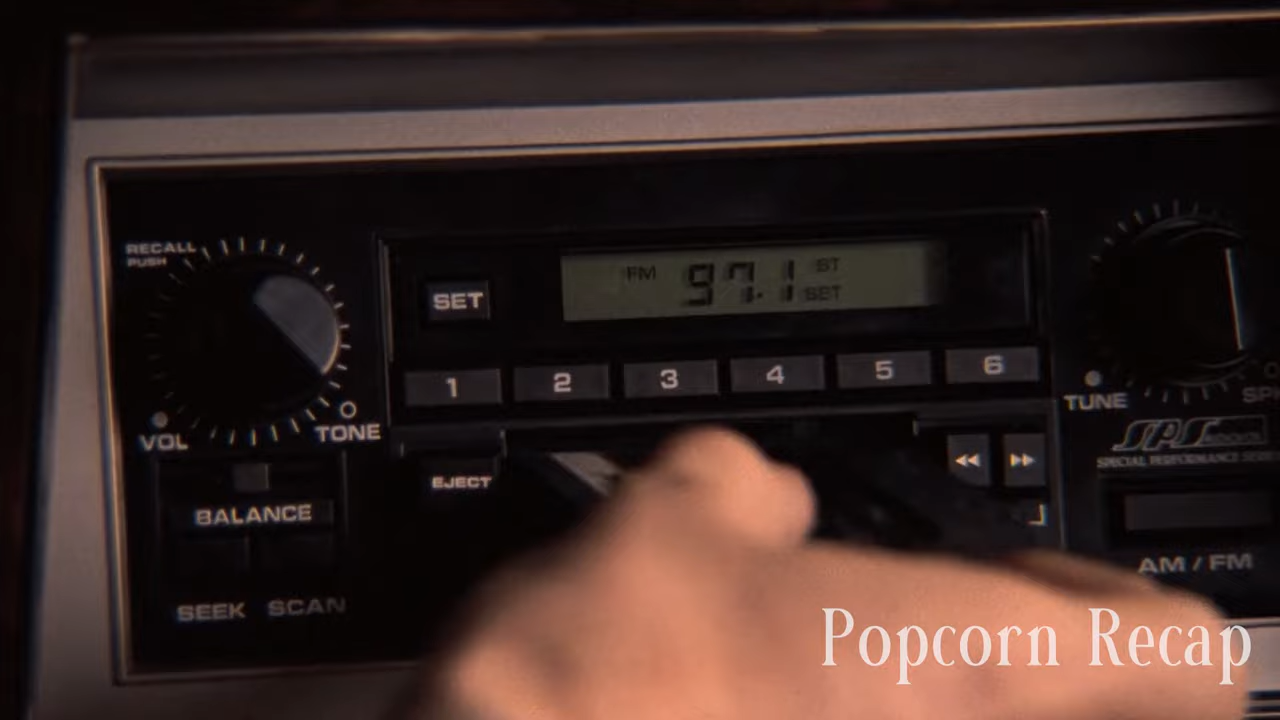 RECALL
PUSH
SET
FM 97.1 ST
SET
1 2 3 4 5 6
VOL TONE
TUNE
SPS
SPECIAL PERFORMANCE
EJECT
BALANCE
AM / FM
SEEK SCAN
Popcorn Recap